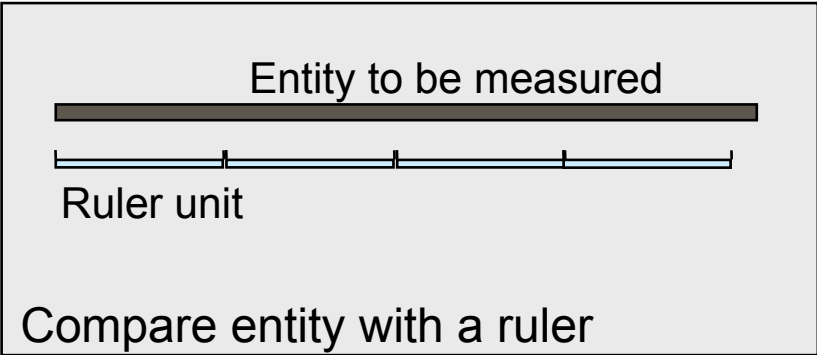 Entity to be measured
Ruler unit
Compare entity with a ruler